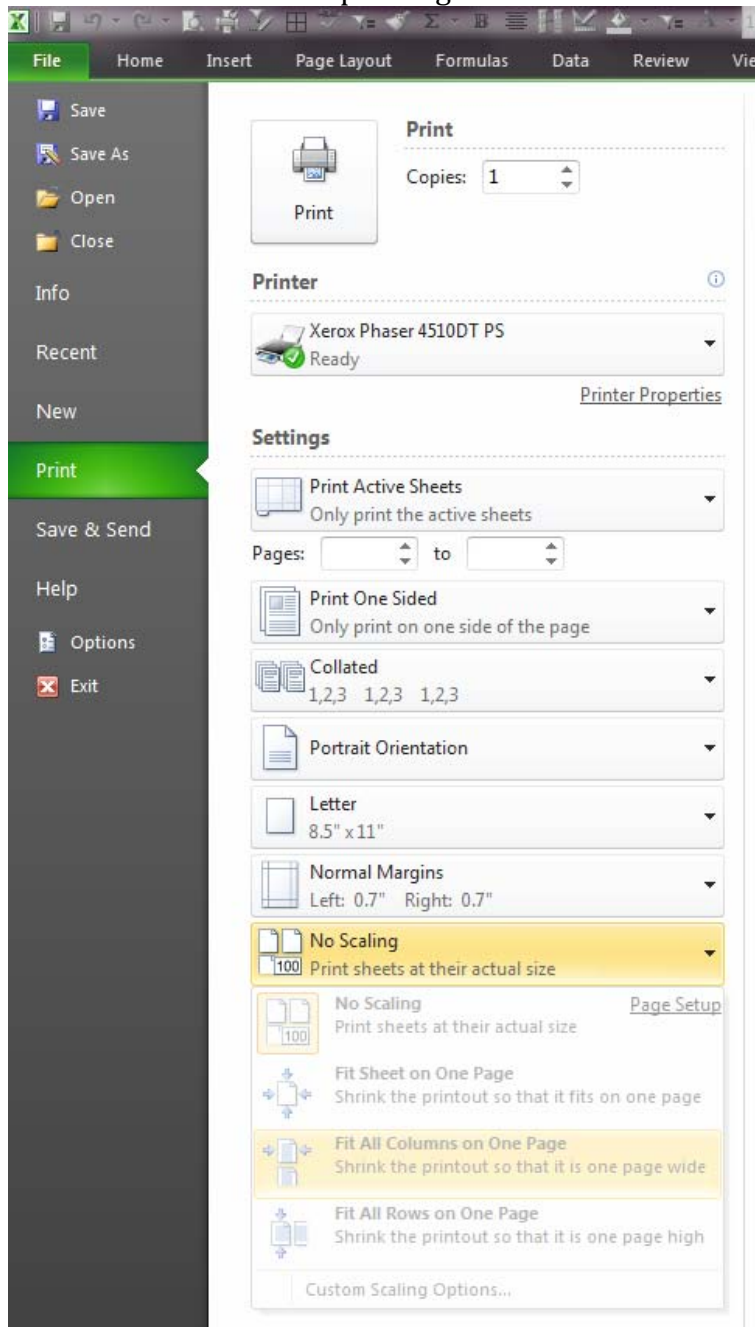 File Home Insert Page Layout Formulas Data Review Vie
Save
Save As
Open
Close
Info
Recent
New
Print
Save & Send
Help
Options
Exit
Print
Print
Copies: 1
Printer
Xerox Phaser 4510DT PS
Ready
Printer Properties
Settings
Print Active Sheets
Only print the active sheets
Pages: to
Print One Sided
Only print on one side of the page
Collated
1,2,3 1,2,3 1,2,3
Portrait Orientation
Letter
8.5" x 11"
Normal Margins
Left: 0.7" Right: 0.7"
No Scaling
100 Print sheets at their actual size
No Scaling Page Setup
100 Print sheets at their actual size
Fit Sheet on One Page
Shrink the printout so that it fits on one page
Fit All Columns on One Page
Shrink the printout so that it is one page wide
Fit All Rows on One Page
Shrink the printout so that it is one page high
Custom Scaling Options...